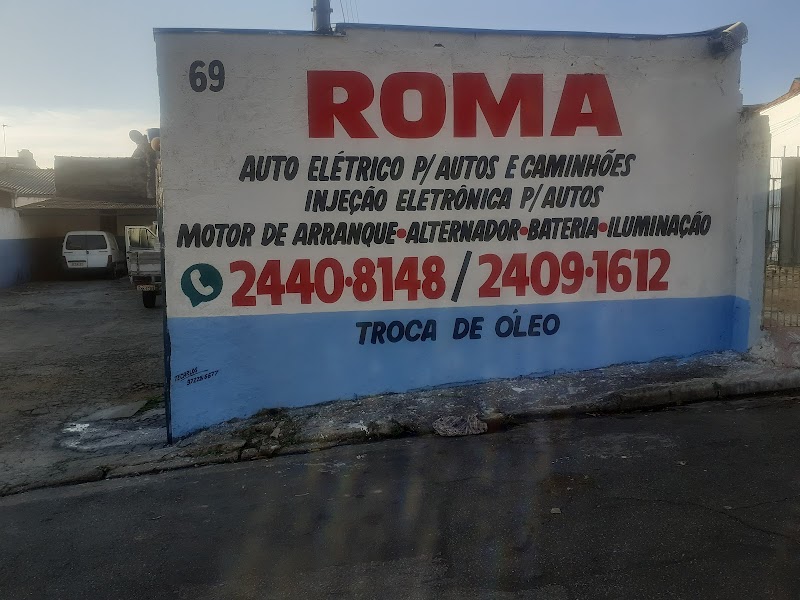 69
ROMA
AUTO ELÉTRICO P/ AUTOS E CAMINHÕES
INJEÇÃO ELETRÔNICA P/ AUTOS
MOTOR DE ARRANQUE•ALTERNADOR•BATERIA•ILUMINAÇÃO
2440•8148 / 2409•1612
TROCA DE ÓLEO